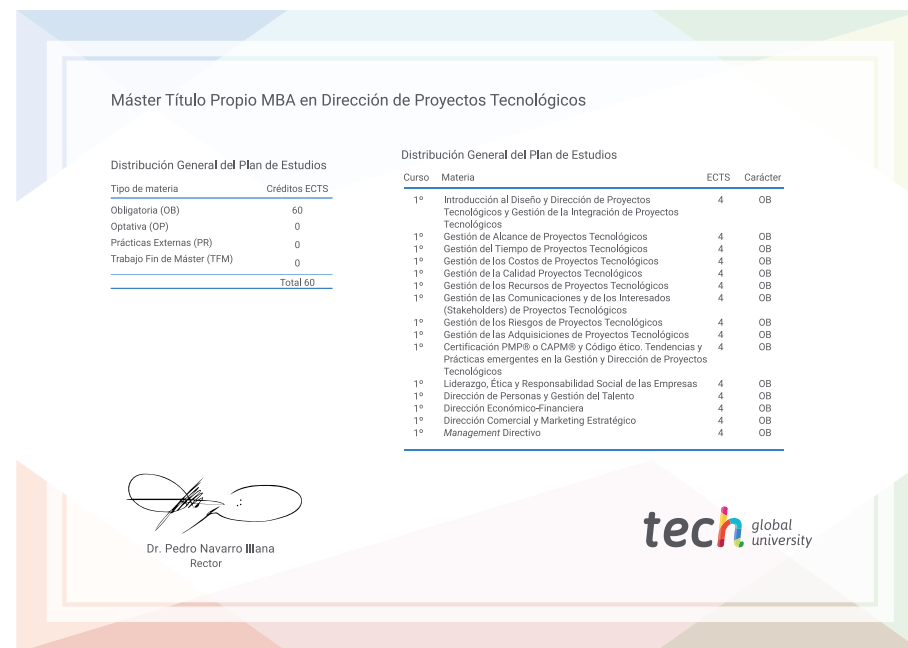 Máster Título Propio MBA en Dirección de Proyectos Tecnológicos
Distribución General del Plan de Estudios
Tipo de materia Créditos ECTS
Obligatoria (OB) 60
Optativa (OP) 0
Prácticas Externas (PR) 0
Trabajo Fin de Máster (TFM) 0
Total 60
Distribución General del Plan de Estudios
Curso Materia ECTS Carácter
1º Introducción al Diseño y Dirección de Proyectos 4 OB
Tecnológicos y Gestión de la Integración de Proyectos
Tecnológicos
1º Gestión de Alcance de Proyectos Tecnológicos 4 OB
1º Gestión del Tiempo de Proyectos Tecnológicos 4 OB
1º Gestión de los Costos de Proyectos Tecnológicos 4 OB
1º Gestión de la Calidad Proyectos Tecnológicos 4 OB
1º Gestión de los Recursos de Proyectos Tecnológicos 4 OB
1º Gestión de las Comunicaciones y de los Interesados 4 OB
(Stakeholders) de Proyectos Tecnológicos
1º Gestión de los Riesgos de Proyectos Tecnológicos 4 OB
1º Gestión de las Adquisiciones de Proyectos Tecnológicos 4 OB
1º Certificación PMP® o CAPM® y Código ético. Tendencias y 4 OB
Prácticas emergentes en la Gestión y Dirección de Proyectos
Tecnológicos
1º Liderazgo, Ética y Responsabilidad Social de las Empresas 4 OB
1º Dirección de Personas y Gestión del Talento 4 OB
1º Dirección Económico-Financiera 4 OB
1º Dirección Comercial y Marketing Estratégico 4 OB
1º Management Directivo 4 OB
Dr. Pedro Navarro Illana
Rector
tech global
university